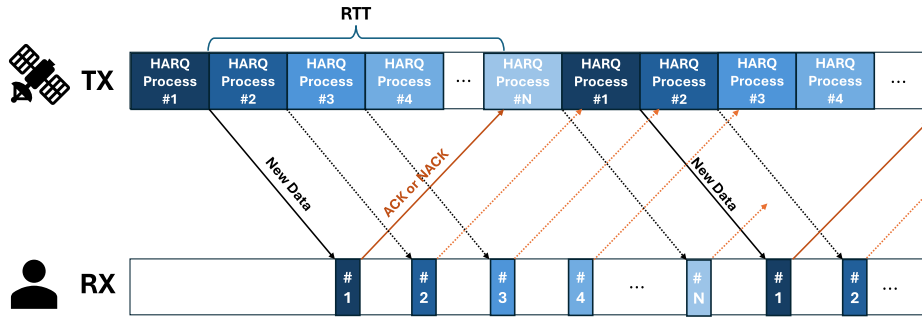 RTT
TX
HARQ
Process
#1
HARQ
Process
#2
HARQ
Process
#3
HARQ
Process
#4
...
HARQ
Process
#N
HARQ
Process
#1
HARQ
Process
#2
HARQ
Process
#3
HARQ
Process
#4
...
New Data
ACK or NACK
New Data
RX
#
1
#
2
#
3
#
4
...
#
N
#
1
#
2
...